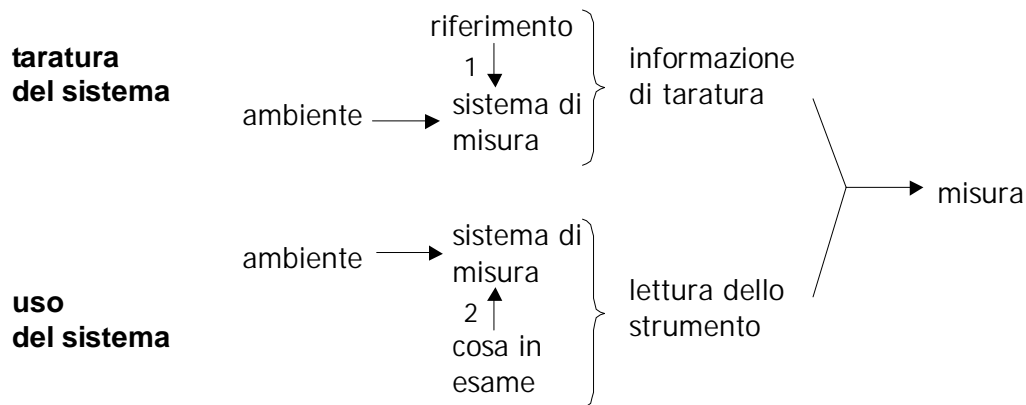 taratura
del sistema
riferimento
1
ambiente
sistema di
misura
informazione
di taratura
misura
ambiente
sistema di
misura
2
cosa in
esame
lettura dello
strumento
uso
del sistema